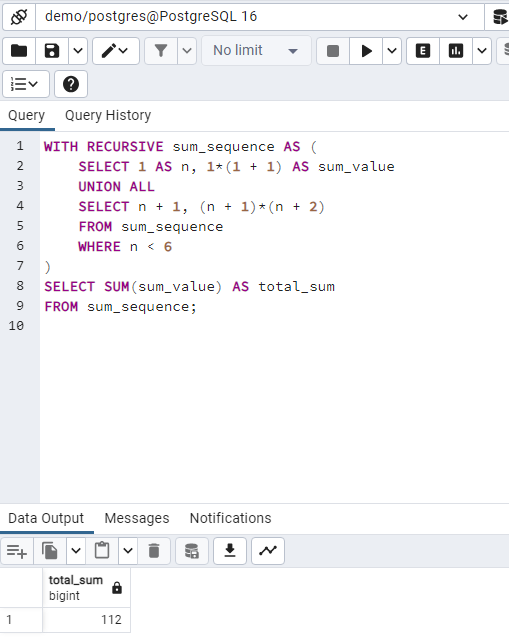 demo/postgres@PostgreSQL 16
No limit
E
Query Query History
1 WITH RECURSIVE sum_sequence AS (
2 SELECT 1 AS n, 1*(1 + 1) AS sum_value
3 UNION ALL
4 SELECT n + 1, (n + 1)*(n + 2)
5 FROM sum_sequence
6 WHERE n < 6
7 )
8 SELECT SUM(sum_value) AS total_sum
9 FROM sum_sequence;
10
Data Output Messages Notifications
total_sum
bigint
1 112